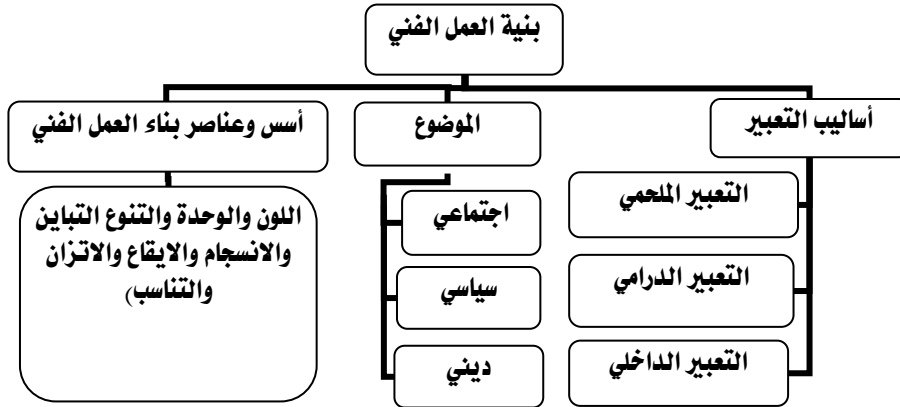 بنية العمل الفني
أساليب التعبير
الموضوع
أسس وعناصر بناء العمل الفني
التعبير الملحمي
التعبير الدرامي
التعبير الداخلي
اجتماعي
سياسي
ديني
اللون والوحدة والتنوع التباين
والانسجام والايقاع والاتزان
والتناسب)